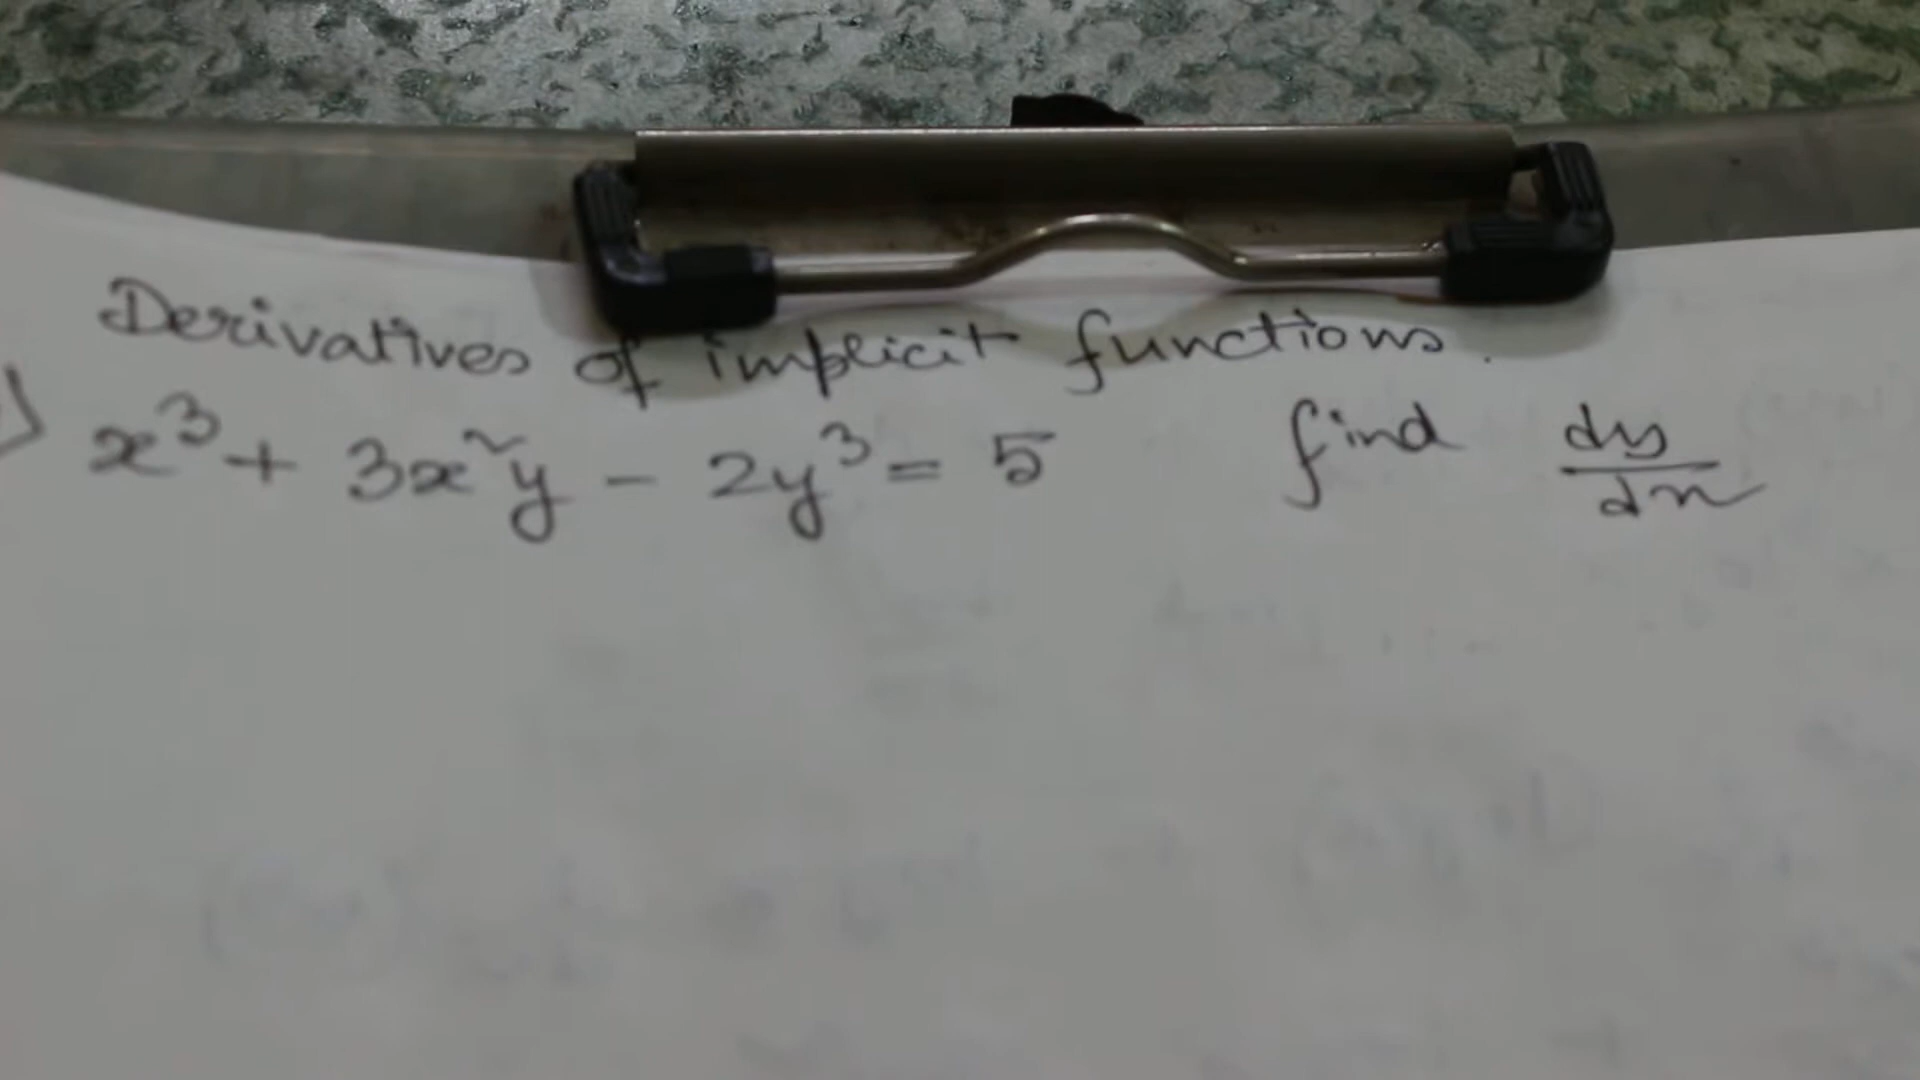 Derivatives of implicit functions.
x³ + 3x²y - 2y³ = 5 find dy/dx